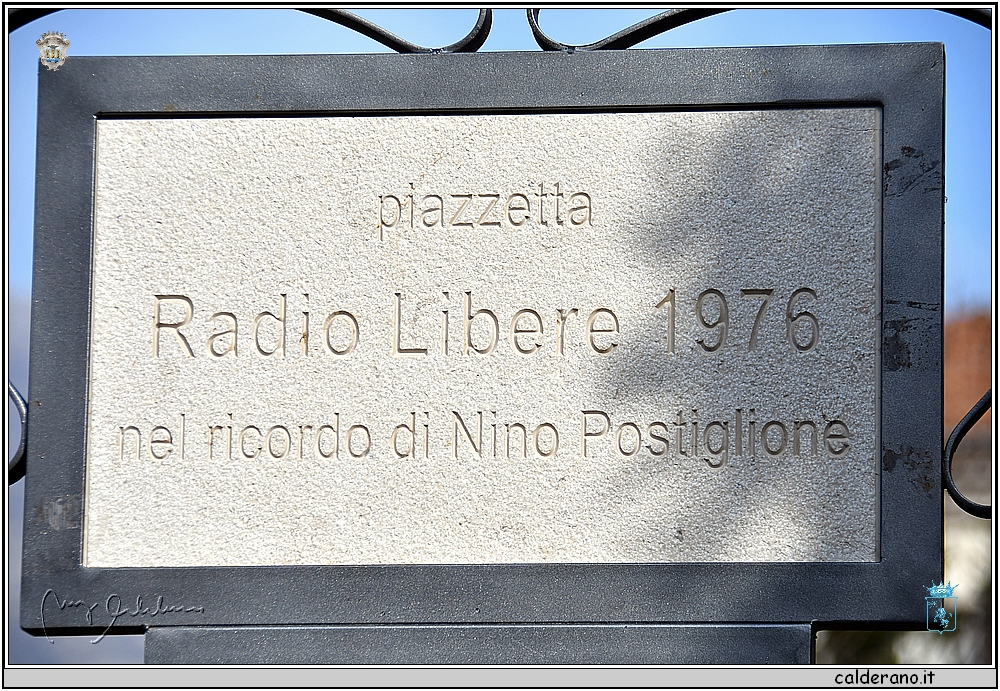 piazzetta
Radio Libere 1976
nel ricordo di Nino Postiglione
calderano.it